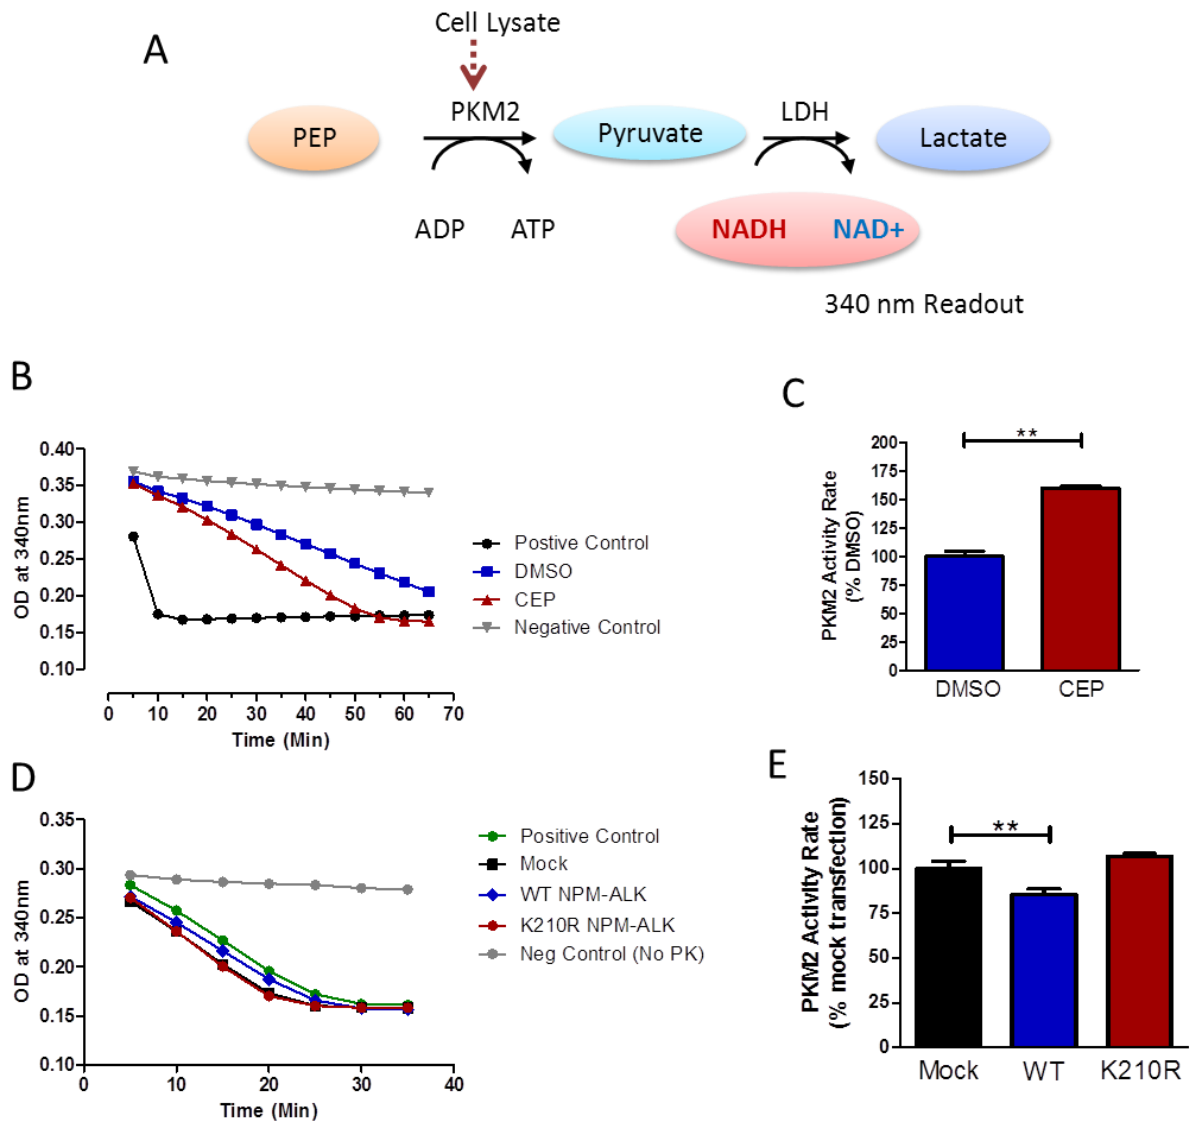 A
Cell Lysate
PEP
PKM2
Pyruvate
LDH
Lactate
ADP
ATP
NADH
NAD+
340 nm Readout
B
OD at 340nm
0.40
0.35
0.30
0.25
0.20
0.15
0.10
0 10 20 30 40 50 60 70
Time (Min)
Postive Control
DMSO
CEP
Negative Control
C
PKM2 Activity Rate
(% DMSO)
200
175
150
125
100
75
50
25
0
**
DMSO CEP
D
OD at 340nm
0.35
0.30
0.25
0.20
0.15
0.10
0 10 20 30 40
Time (Min)
Positive Control
Mock
WT NPM-ALK
K210R NPM-ALK
Neg Control (No PK)
E
PKM2 Activity Rate
(% mock transfection)
150
125
100
75
50
25
0
**
Mock WT K210R